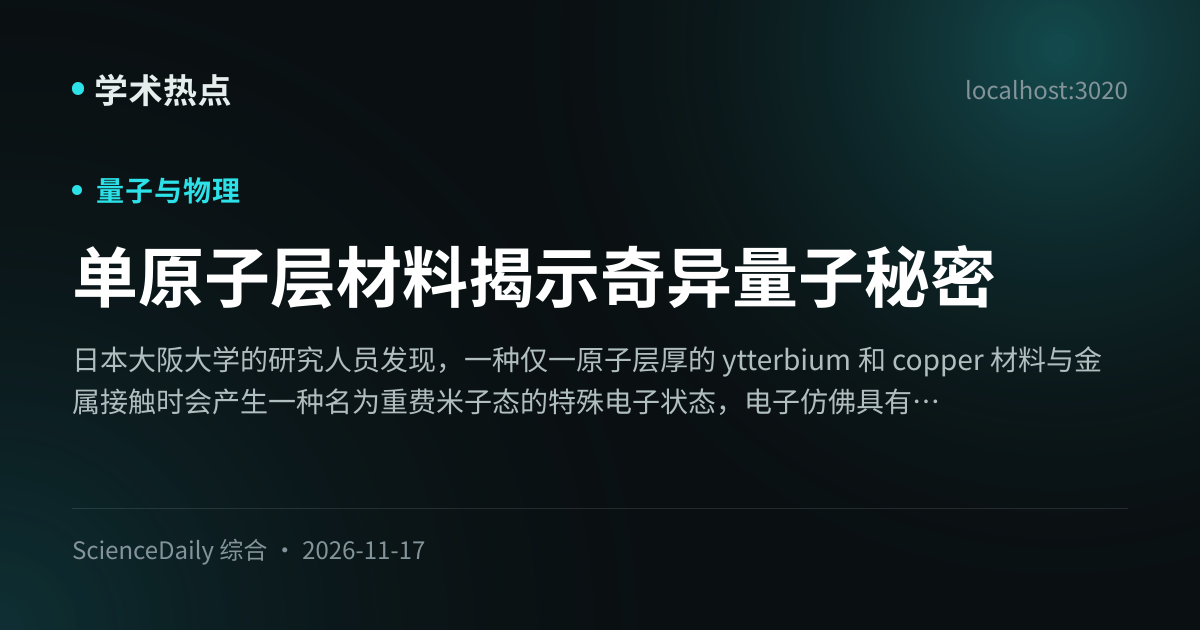 学术热点
localhost:3020
量子与物理
单原子层材料揭示奇异量子秘密
日本大阪大学的研究人员发现，一种仅一原子层厚的 ytterbium 和 copper 材料与金
属接触时会产生一种名为重费米子态的特殊电子状态，电子仿佛具有…
ScienceDaily 综合 · 2026-11-17